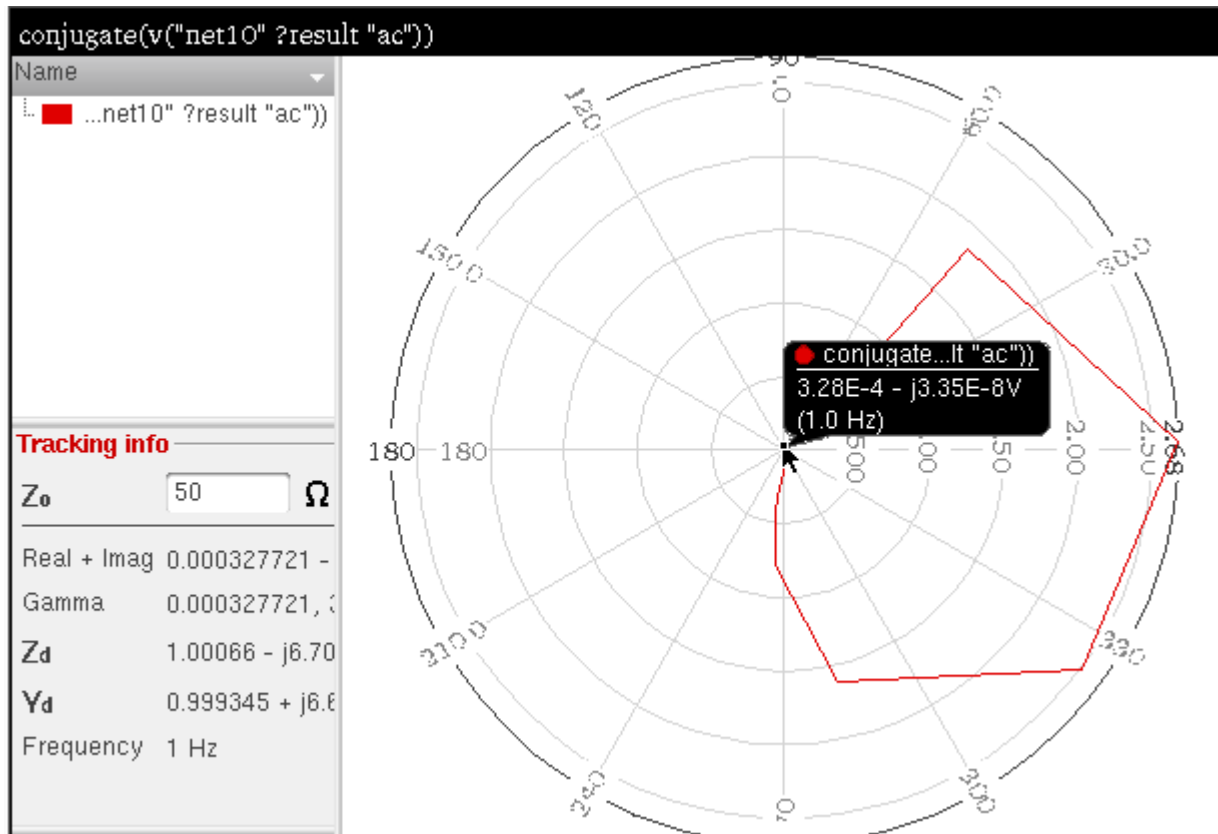 conjugate(v("net10" ?result "ac"))
Name
...net10" ?result "ac"))
Tracking info
Zo 50 Ω
Real + Imag 0.000327721 -
Gamma 0.000327721,
Zd 1.00066 - j6.70
Yd 0.999345 + j6.6
Frequency 1 Hz
90
120
30.0
150 0
conjugate...lt "ac"))
3.28E-4 - j3.35E-8V
(1.0 Hz)
180 180
2.00
2.50
2.68
210 0
330
240
300